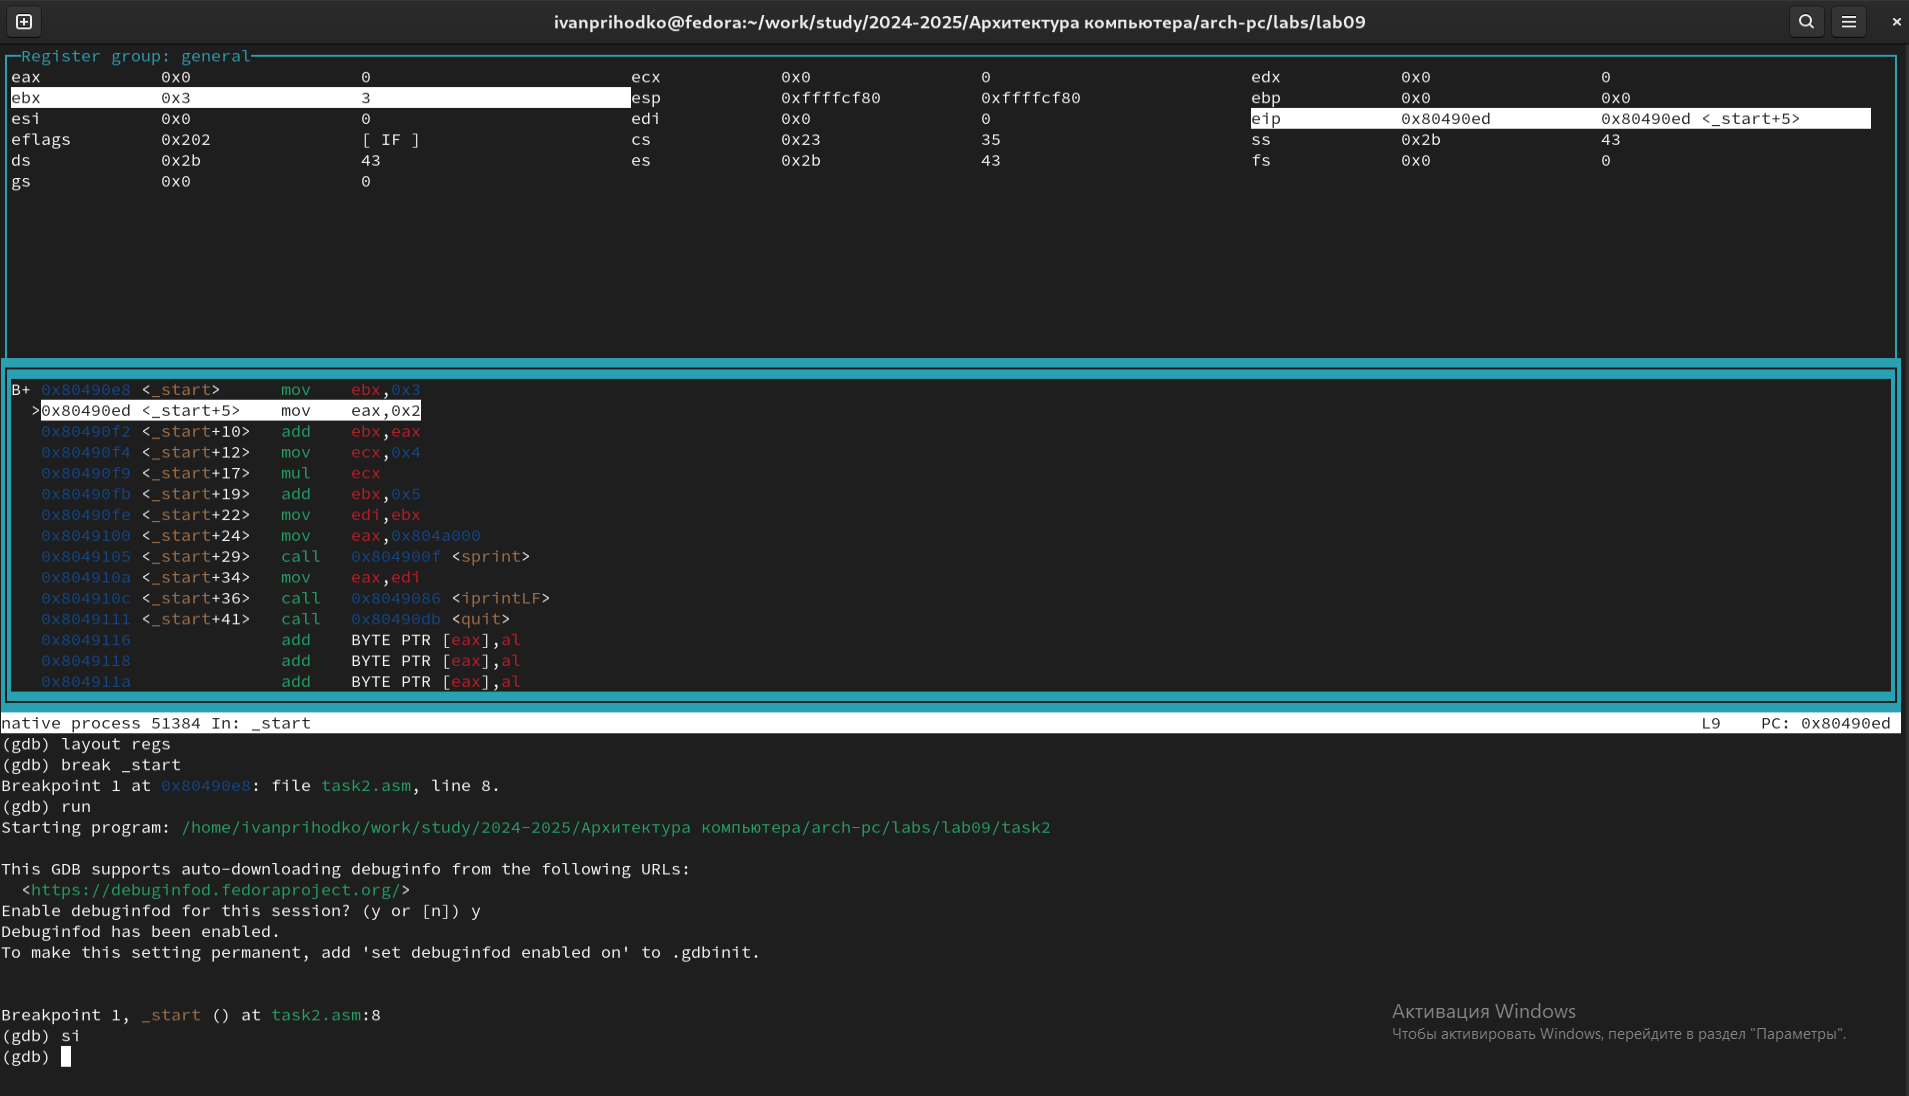 ivanprihodko@fedora:~/work/study/2024-2025/Архитектура компьютера/arch-pc/labs/lab09
Register group: general
eax 0x0 0 ecx 0x0 0 edx 0x0 0
ebx 0x3 3 esp 0xffffcf80 0xffffcf80 ebp 0x0 0x0
esi 0x0 0 edi 0x0 0 eip 0x80490ed 0x80490ed <_start+5>
eflags 0x202 [ IF ] cs 0x23 35 ss 0x2b 43
ds 0x2b 43 es 0x2b 43 fs 0x0 0
gs 0x0 0
B+ 0x80490e8 <_start> mov ebx,0x3
>0x80490ed <_start+5> mov eax,0x2
0x80490f2 <_start+10> add ebx,eax
0x80490f4 <_start+12> mov ecx,0x4
0x80490f9 <_start+17> mul ecx
0x80490fb <_start+19> add ebx,0x5
0x80490fe <_start+22> mov edi,ebx
0x8049100 <_start+24> mov eax,0x804a000
0x8049105 <_start+29> call 0x804900f <sprint>
0x804910a <_start+34> mov eax,edi
0x804910c <_start+36> call 0x8049086 <iprintLF>
0x8049111 <_start+41> call 0x80490db <quit>
0x8049116 add BYTE PTR [eax],al
0x8049118 add BYTE PTR [eax],al
0x804911a add BYTE PTR [eax],al
native process 51384 In: _start L9 PC: 0x80490ed
(gdb) layout regs
(gdb) break _start
Breakpoint 1 at 0x80490e8: file task2.asm, line 8.
(gdb) run
Starting program: /home/ivanprihodko/work/study/2024-2025/Архитектура компьютера/arch-pc/labs/lab09/task2
This GDB supports auto-downloading debuginfo from the following URLs:
<https://debuginfod.fedoraproject.org/>
Enable debuginfod for this session? (y or [n]) y
Debuginfod has been enabled.
To make this setting permanent, add 'set debuginfod enabled on' to .gdbinit.
Breakpoint 1, _start () at task2.asm:8
(gdb) si
(gdb)
Активация Windows
Чтобы активировать Windows, перейдите в раздел "Параметры".